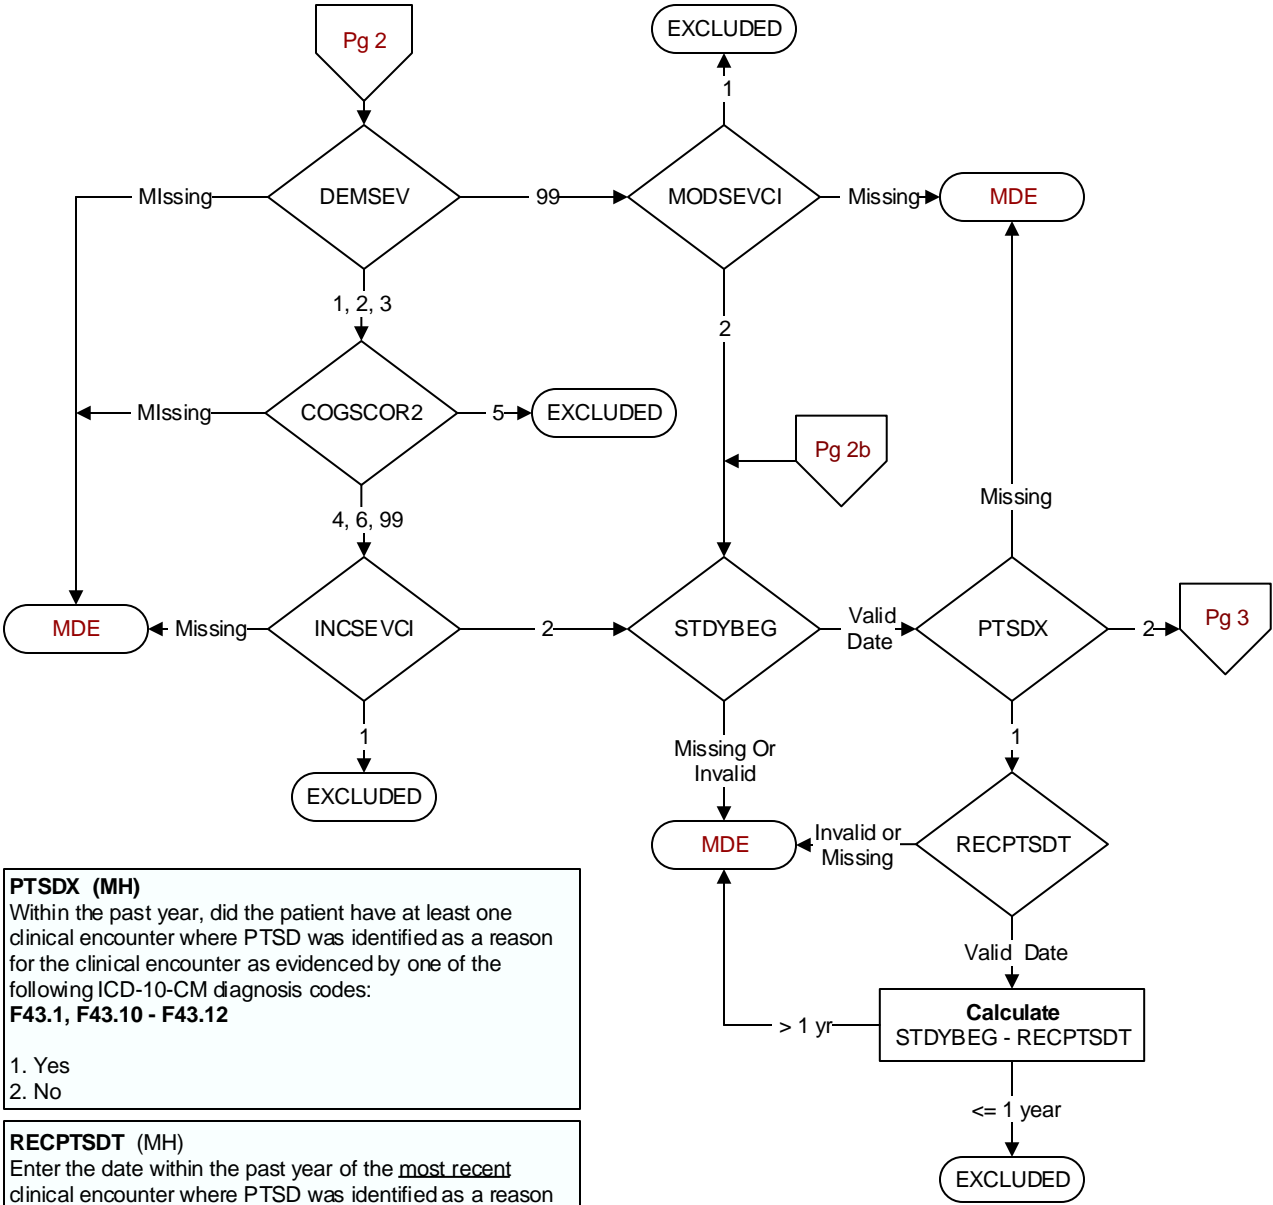 Pg 2
EXCLUDED
1
MIssing
DEMSEV
99
MODSEVCI
Missing
MDE
1, 2, 3
2
MIssing
COGSCOR2
5
EXCLUDED
Pg 2b
Missing
4, 6, 99
MDE
Missing
INCSEVCI
2
STDYBEG
Valid
Date
PTSDX
2
Pg 3
1
EXCLUDED
Missing Or
Invalid
1
MDE
Invalid or
Missing
RECPTSDT
Valid Date
> 1 yr
Calculate
STDYBEG - RECPTSDT
<= 1 year
EXCLUDED
PTSDX (MH)
Within the past year, did the patient have at least one
clinical encounter where PTSD was identified as a reason
for the clinical encounter as evidenced by one of the
following ICD-10-CM diagnosis codes:
F43.1, F43.10 - F43.12
1. Yes
2. No
RECPTSDT (MH)
Enter the date within the past year of the most recent
clinical encounter where PTSD was identified as a reason